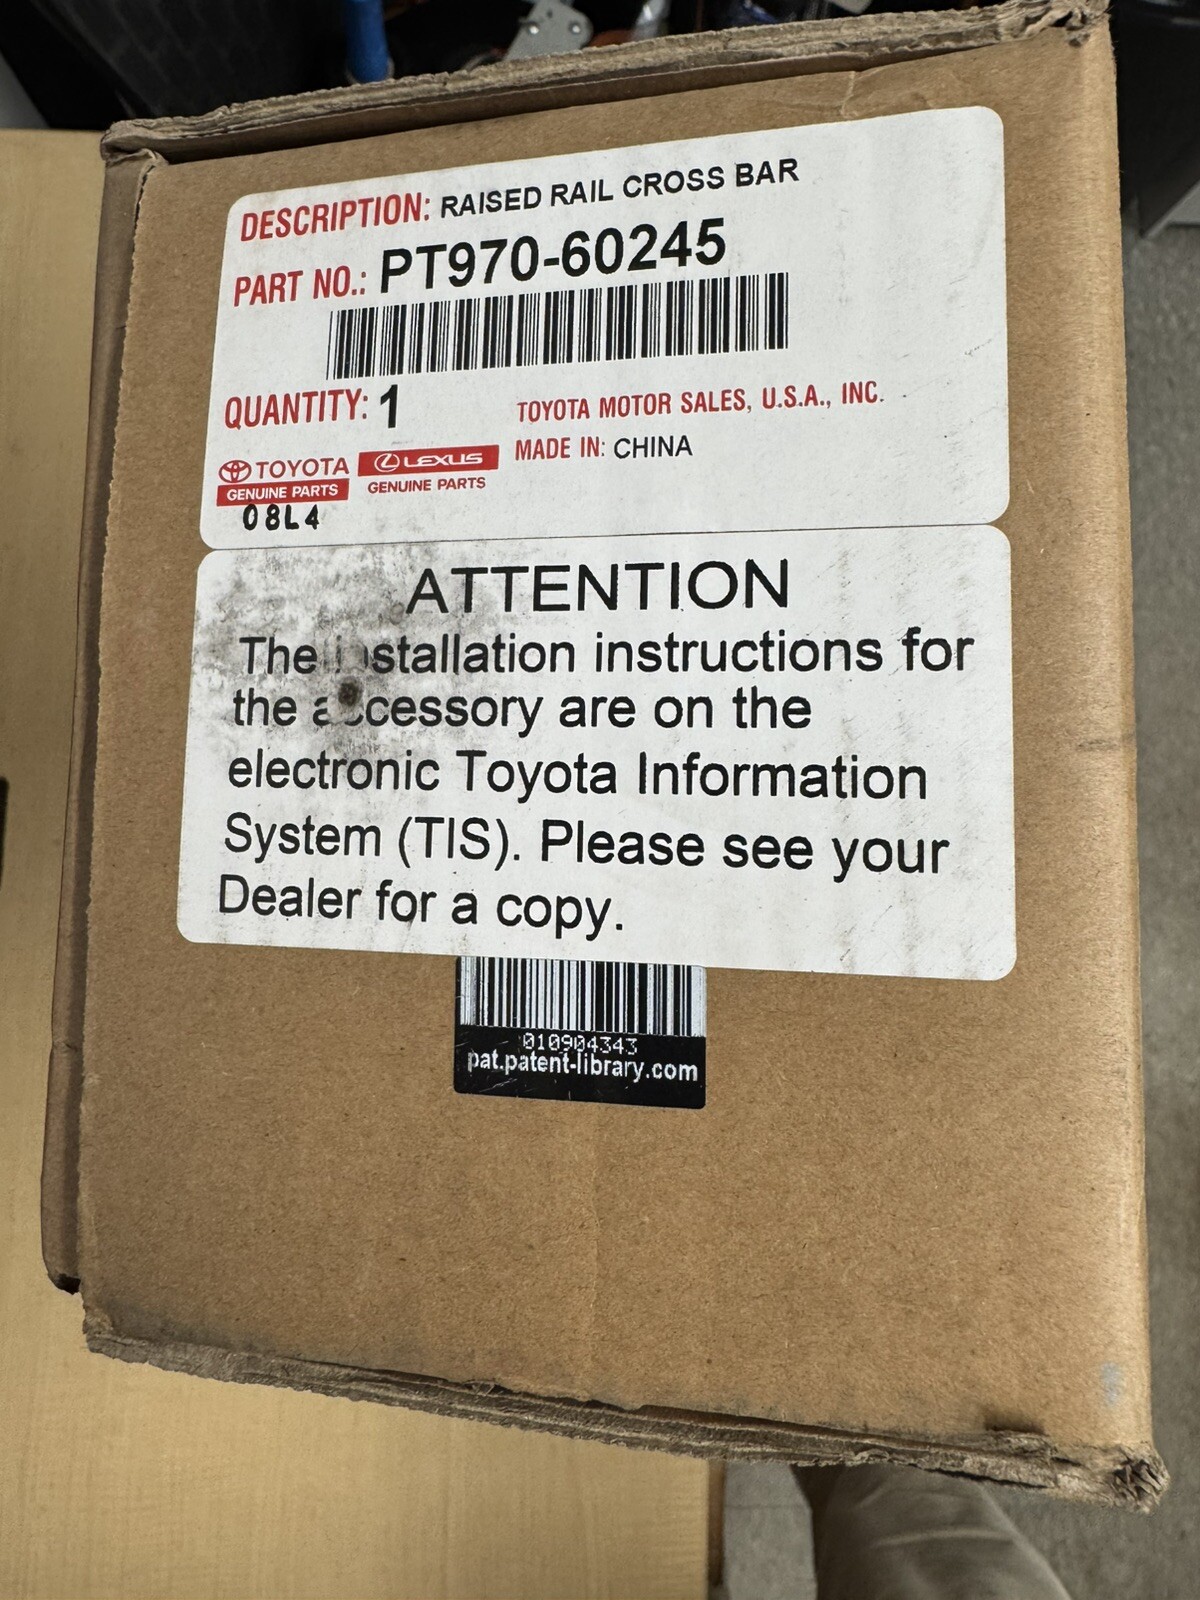 DESCRIPTION: RAISED RAIL CROSS BAR
PART NO.: PT970-60245
QUANTITY: 1
TOYOTA MOTOR SALES, U.S.A., INC.
MADE IN: CHINA
TOYOTA
GENUINE PARTS
LEXUS
GENUINE PARTS
08L4
ATTENTION
The installation instructions for
the accessory are on the
electronic Toyota Information
System (TIS). Please see your
Dealer for a copy.
010904343
pat.patent-library.com